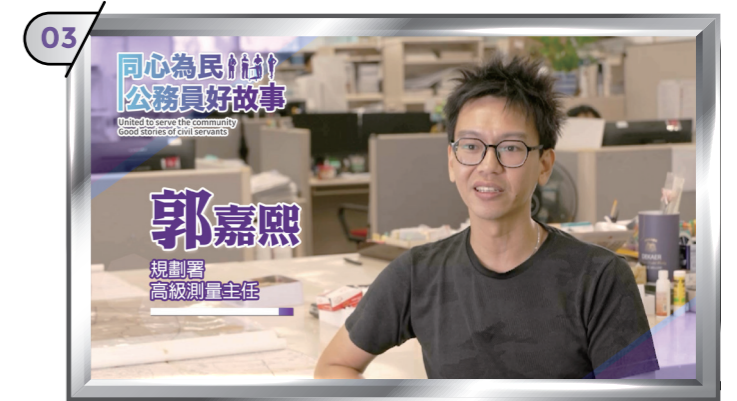 03
同心為民
公務員好故事
United to serve the community
Good stories of civil servants
郭嘉熙
規劃署
高級測量主任